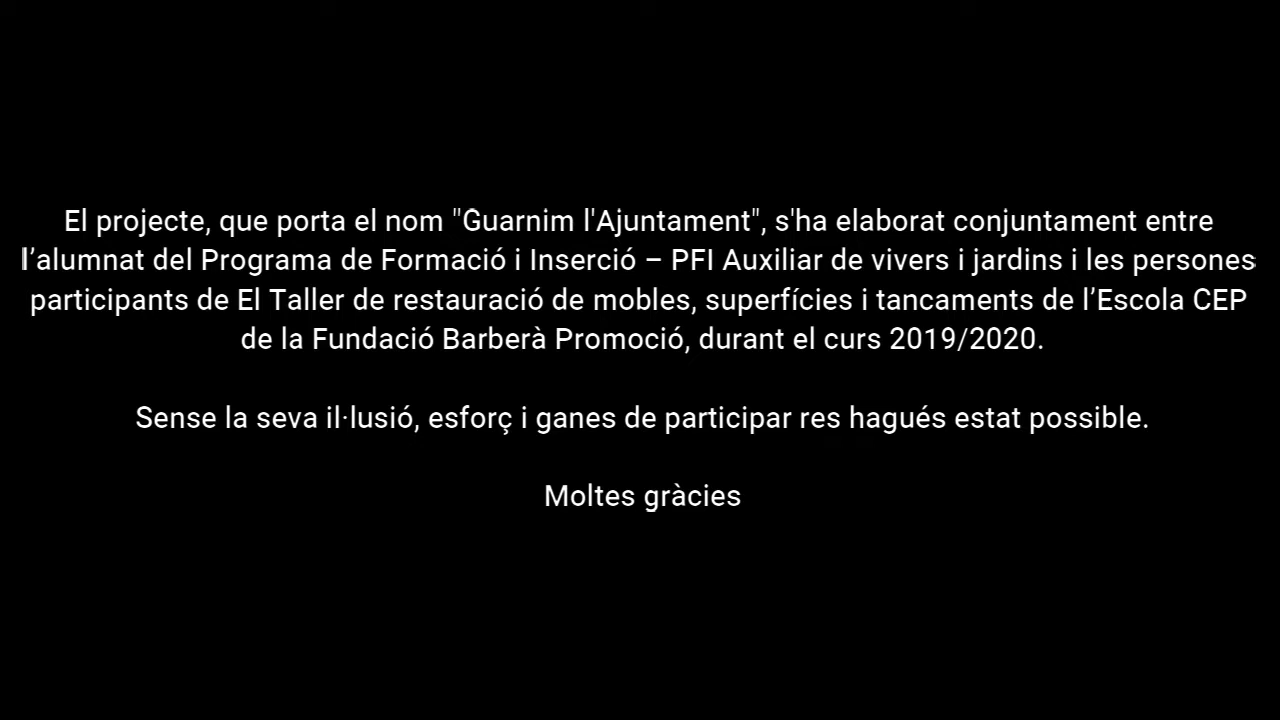 El projecte, que porta el nom "Guarnim l'Ajuntament", s'ha elaborat conjuntament entre
l’alumnat del Programa de Formació i Inserció – PFI Auxiliar de vivers i jardins i les persones
participants de El Taller de restauració de mobles, superfícies i tancaments de l’Escola CEP
de la Fundació Barberà Promoció, durant el curs 2019/2020.
Sense la seva il·lusió, esforç i ganes de participar res hagués estat possible.
Moltes gràcies